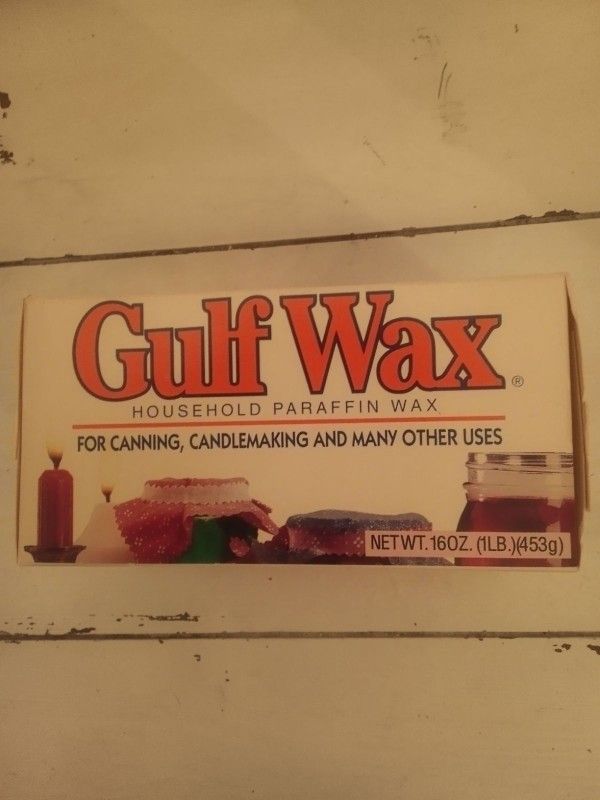 Gulf Wax®
HOUSEHOLD PARAFFIN WAX
FOR CANNING, CANDLEMAKING AND MANY OTHER USES
NET WT. 16OZ. (1LB.)(453g)